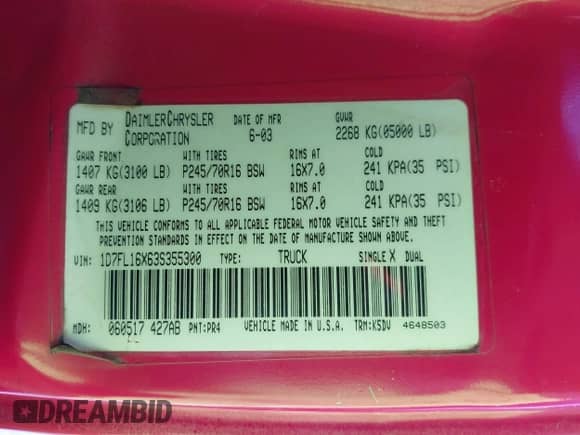 MFD BY DAIMLERCHRYSLER CORPORATION DATE OF MFR 6-03 GVWR 2268 KG(05000 LB)
GAWR FRONT WITH TIRES RIMS AT COLD
1407 KG(3100 LB) P245/70R16 BSW 16X7.0 241 KPA(35 PSI)
GAWR REAR WITH TIRES RIMS AT COLD
1409 KG(3106 LB) P245/70R16 BSW 16X7.0 241 KPA(35 PSI)
THIS VEHICLE CONFORMS TO ALL APPLICABLE FEDERAL MOTOR VEHICLE SAFETY AND THEFT
PREVENTION STANDARDS IN EFFECT ON THE DATE OF MANUFACTURE SHOWN ABOVE.
VIN: 1D7FL16X63S355300 TYPE: TRUCK SINGLE X DUAL
MDH: 060517 427AB PNT:PR4 VEHICLE MADE IN U.S.A. TRM:K5DV 4648503
DREAMBID